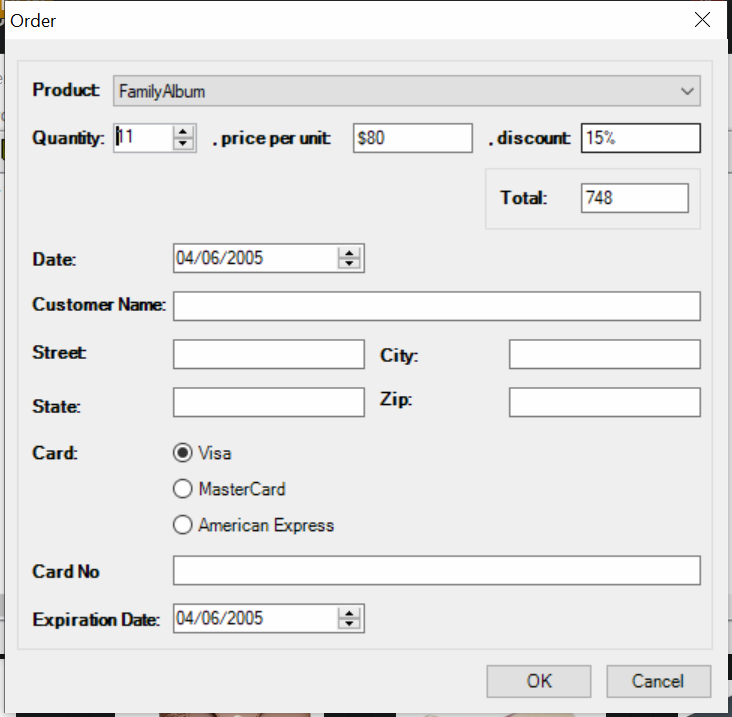 Order
Product: FamilyAlbum
Quantity: 11 , price per unit: $80 , discount: 15%
Total: 748
Date: 04/06/2005
Customer Name:
Street: City:
State: Zip:
Card: Visa
MasterCard
American Express
Card No
Expiration Date: 04/06/2005
OK Cancel